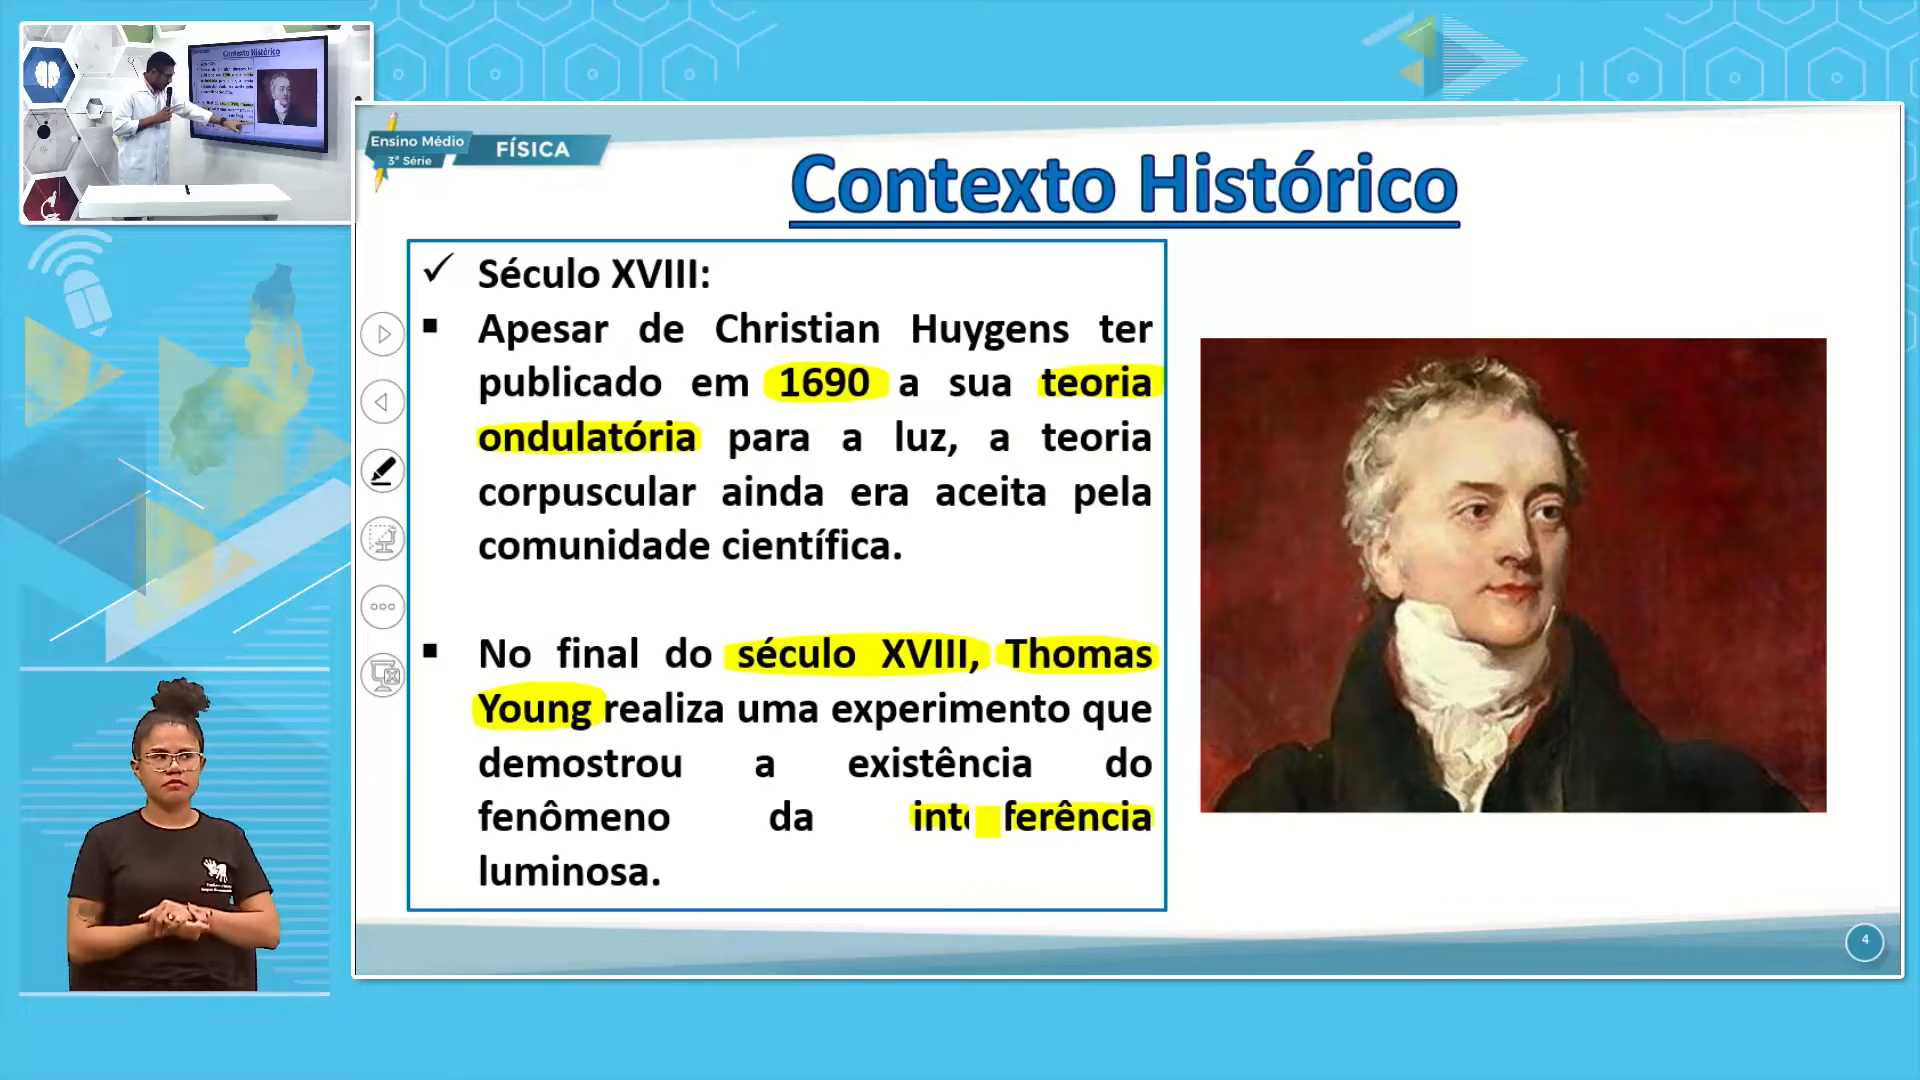 Contexto Histórico
Ensino Médio
3ª Série
FÍSICA
Contexto Histórico
✓ Século XVIII:
▪ Apesar de Christian Huygens ter
publicado em 1690 a sua teoria
ondulatória para a luz, a teoria
corpuscular ainda era aceita pela
comunidade científica.
▪ No final do século XVIII, Thomas
Young realiza uma experimento que
demostrou a existência do
fenômeno da interferência
luminosa.
4